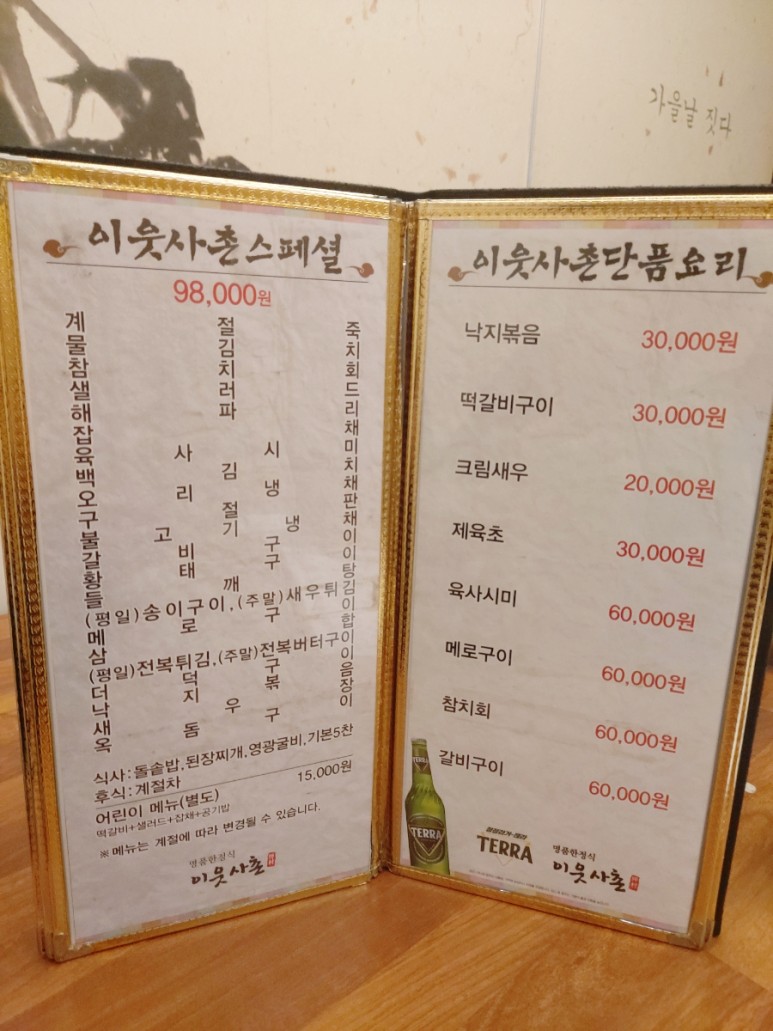 가을날 짓다
이웃사촌스페셜
98,000원
계 절 죽
물 김 치
참 치 회
샐 러 드
해 파 리
잡 채
육 사 시 미
백 김 치
오 리 냉 채
구 절 판
불 고 기 냉 채
갈 비 구 이
황 태 구 이
들 깨 탕
(평일)송이구이,(주말)새우튀김
메 로 구 이
삼 합
(평일)전복튀김,(주말)전복버터구이
더 덕 구 이
낙 지 볶 음
새 우 장
옥 돔 구 이
식사:돌솥밥,된장찌개,영광굴비,기본5찬
후식:계절차
어린이 메뉴(별도) 15,000원
떡갈비+샐러드+잡채+공기밥
※메뉴는 계절에 따라 변경될 수 있습니다.
명품한정식
이웃사촌
이웃사촌단품요리
낙지볶음 30,000원
떡갈비구이 30,000원
크림새우 20,000원
제육초 30,000원
육사시미 60,000원
메로구이 60,000원
참치회 60,000원
갈비구이 60,000원
TERRA
TERRA
청정라거-테라
TERRA
명품한정식
이웃사촌